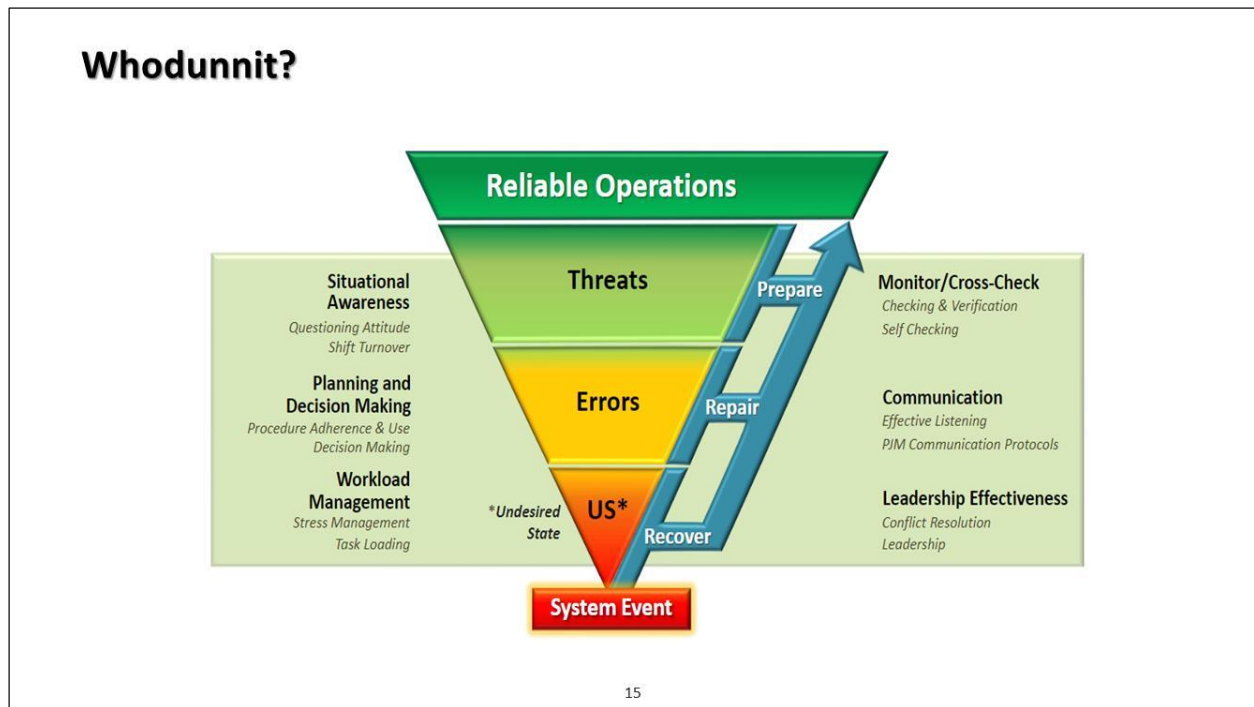 Whodunnit?
Reliable Operations
Situational
Awareness
Questioning Attitude
Shift Turnover
Planning and
Decision Making
Procedure Adherence & Use
Decision Making
Workload
Management
Stress Management
Task Loading
Threats
Errors
*Undesired
State
US*
Prepare
Repair
Recover
Monitor/Cross-Check
Checking & Verification
Self Checking
Communication
Effective Listening
PJM Communication Protocols
Leadership Effectiveness
Conflict Resolution
Leadership
System Event
15